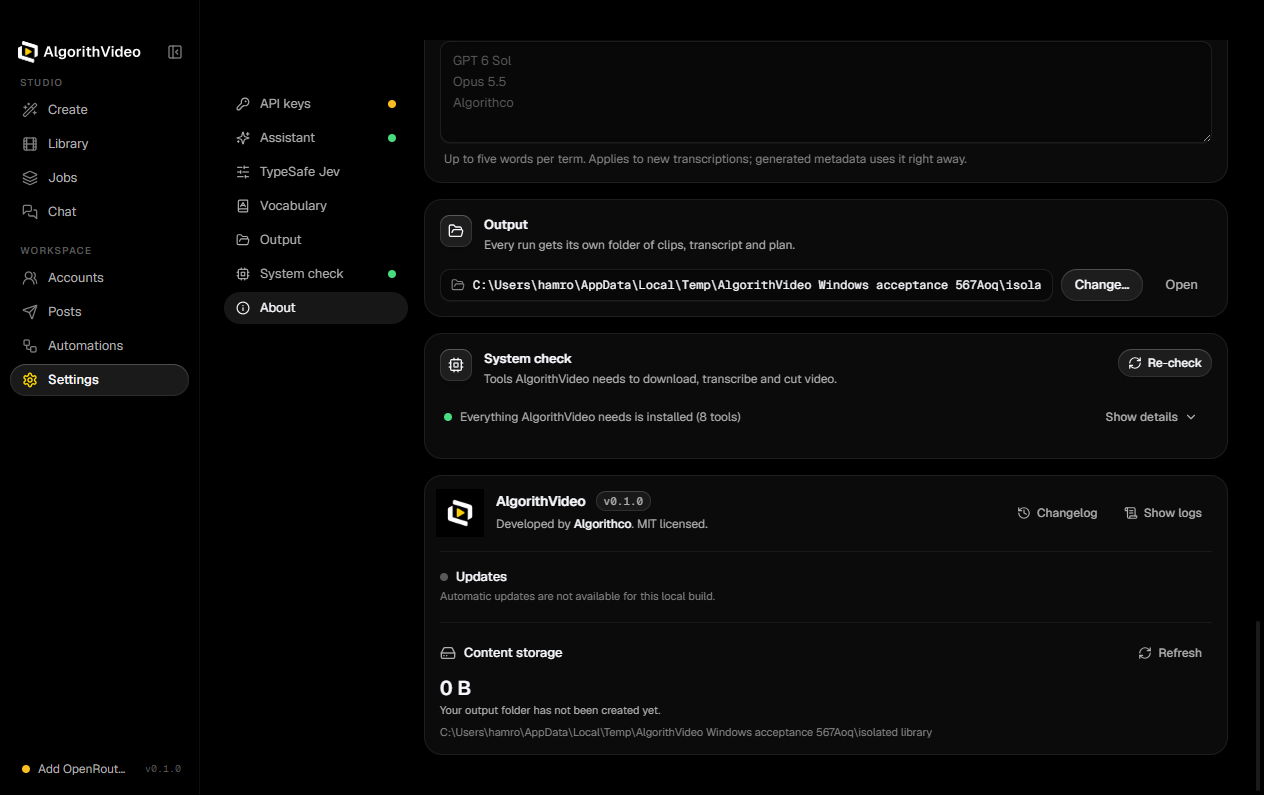 AlgorithVideo
STUDIO
Create
Library
Jobs
Chat
WORKSPACE
Accounts
Posts
Automations
Settings
Add OpenRout...
v0.1.0
API keys
Assistant
TypeSafe Jev
Vocabulary
Output
System check
About
GPT 6 Sol
Opus 5.5
Algorithco
Up to five words per term. Applies to new transcriptions; generated metadata uses it right away.
Output
Every run gets its own folder of clips, transcript and plan.
C:\Users\hamro\AppData\Local\Temp\AlgorithVideo Windows acceptance 567Aoq\isola
Change...
Open
System check
Tools AlgorithVideo needs to download, transcribe and cut video.
Re-check
Everything AlgorithVideo needs is installed (8 tools)
Show details
AlgorithVideo v0.1.0
Developed by Algorithco. MIT licensed.
Changelog
Show logs
Updates
Automatic updates are not available for this local build.
Content storage
Refresh
0 B
Your output folder has not been created yet.
C:\Users\hamro\AppData\Local\Temp\AlgorithVideo Windows acceptance 567Aoq\isolated library